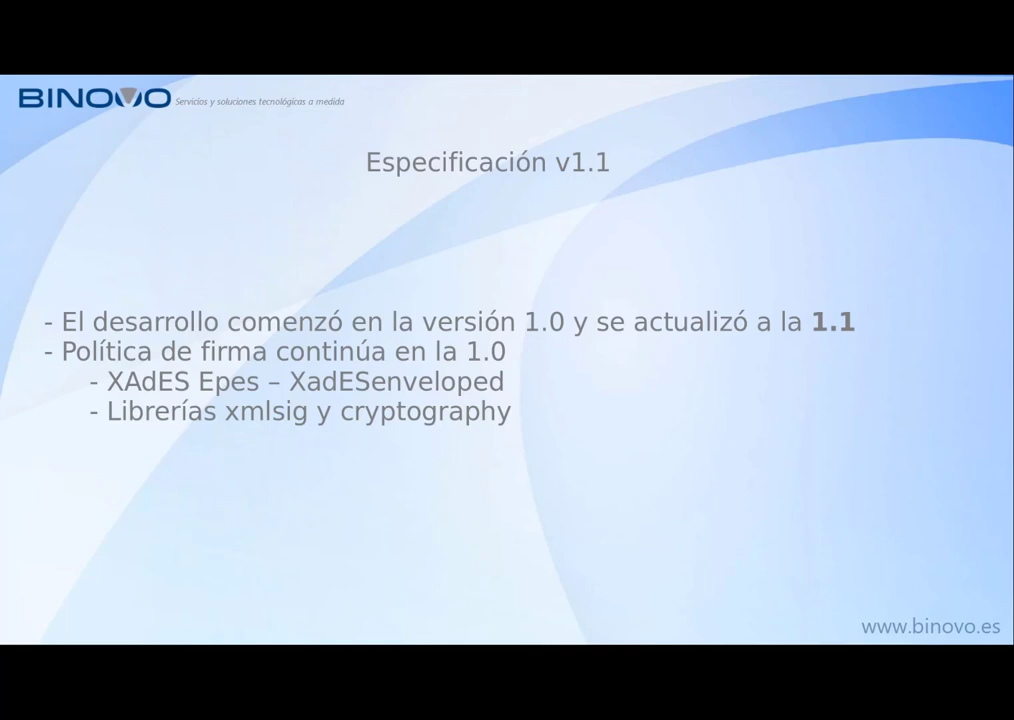 BINOVO Servicios y soluciones tecnológicas a medida
Especificación v1.1
- El desarrollo comenzó en la versión 1.0 y se actualizó a la 1.1
- Política de firma continúa en la 1.0
- XAdES Epes – XadESenveloped
- Librerías xmlsig y cryptography
www.binovo.es